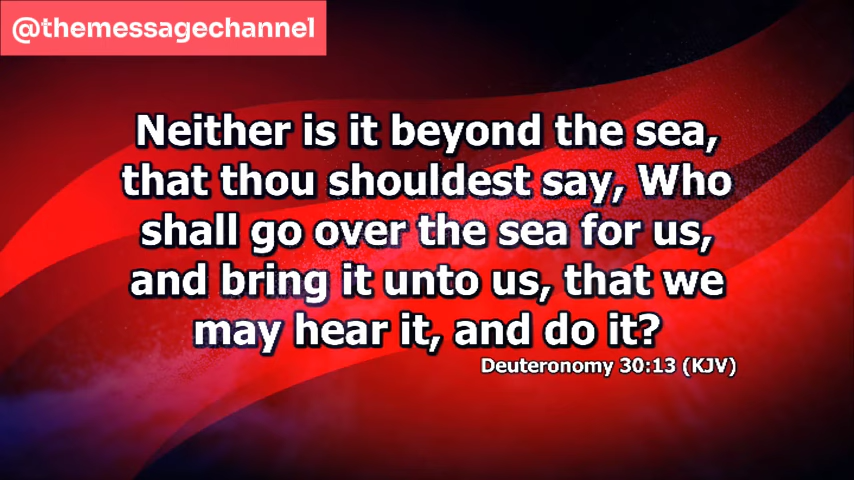 @themessagechannel
Neither is it beyond the sea,
that thou shouldest say, Who
shall go over the sea for us,
and bring it unto us, that we
may hear it, and do it?
Deuteronomy 30:13 (KJV)